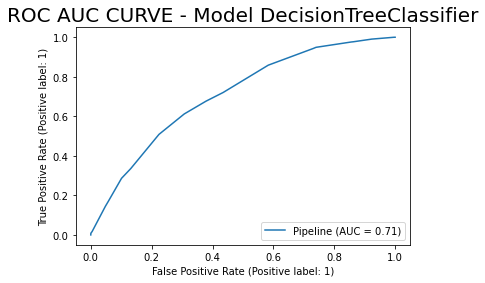 ROC AUC CURVE - Model DecisionTreeClassifier
True Positive Rate (Positive label: 1)
1.0
0.8
0.6
0.4
0.2
0.0
Pipeline (AUC = 0.71)
0.0 0.2 0.4 0.6 0.8 1.0
False Positive Rate (Positive label: 1)